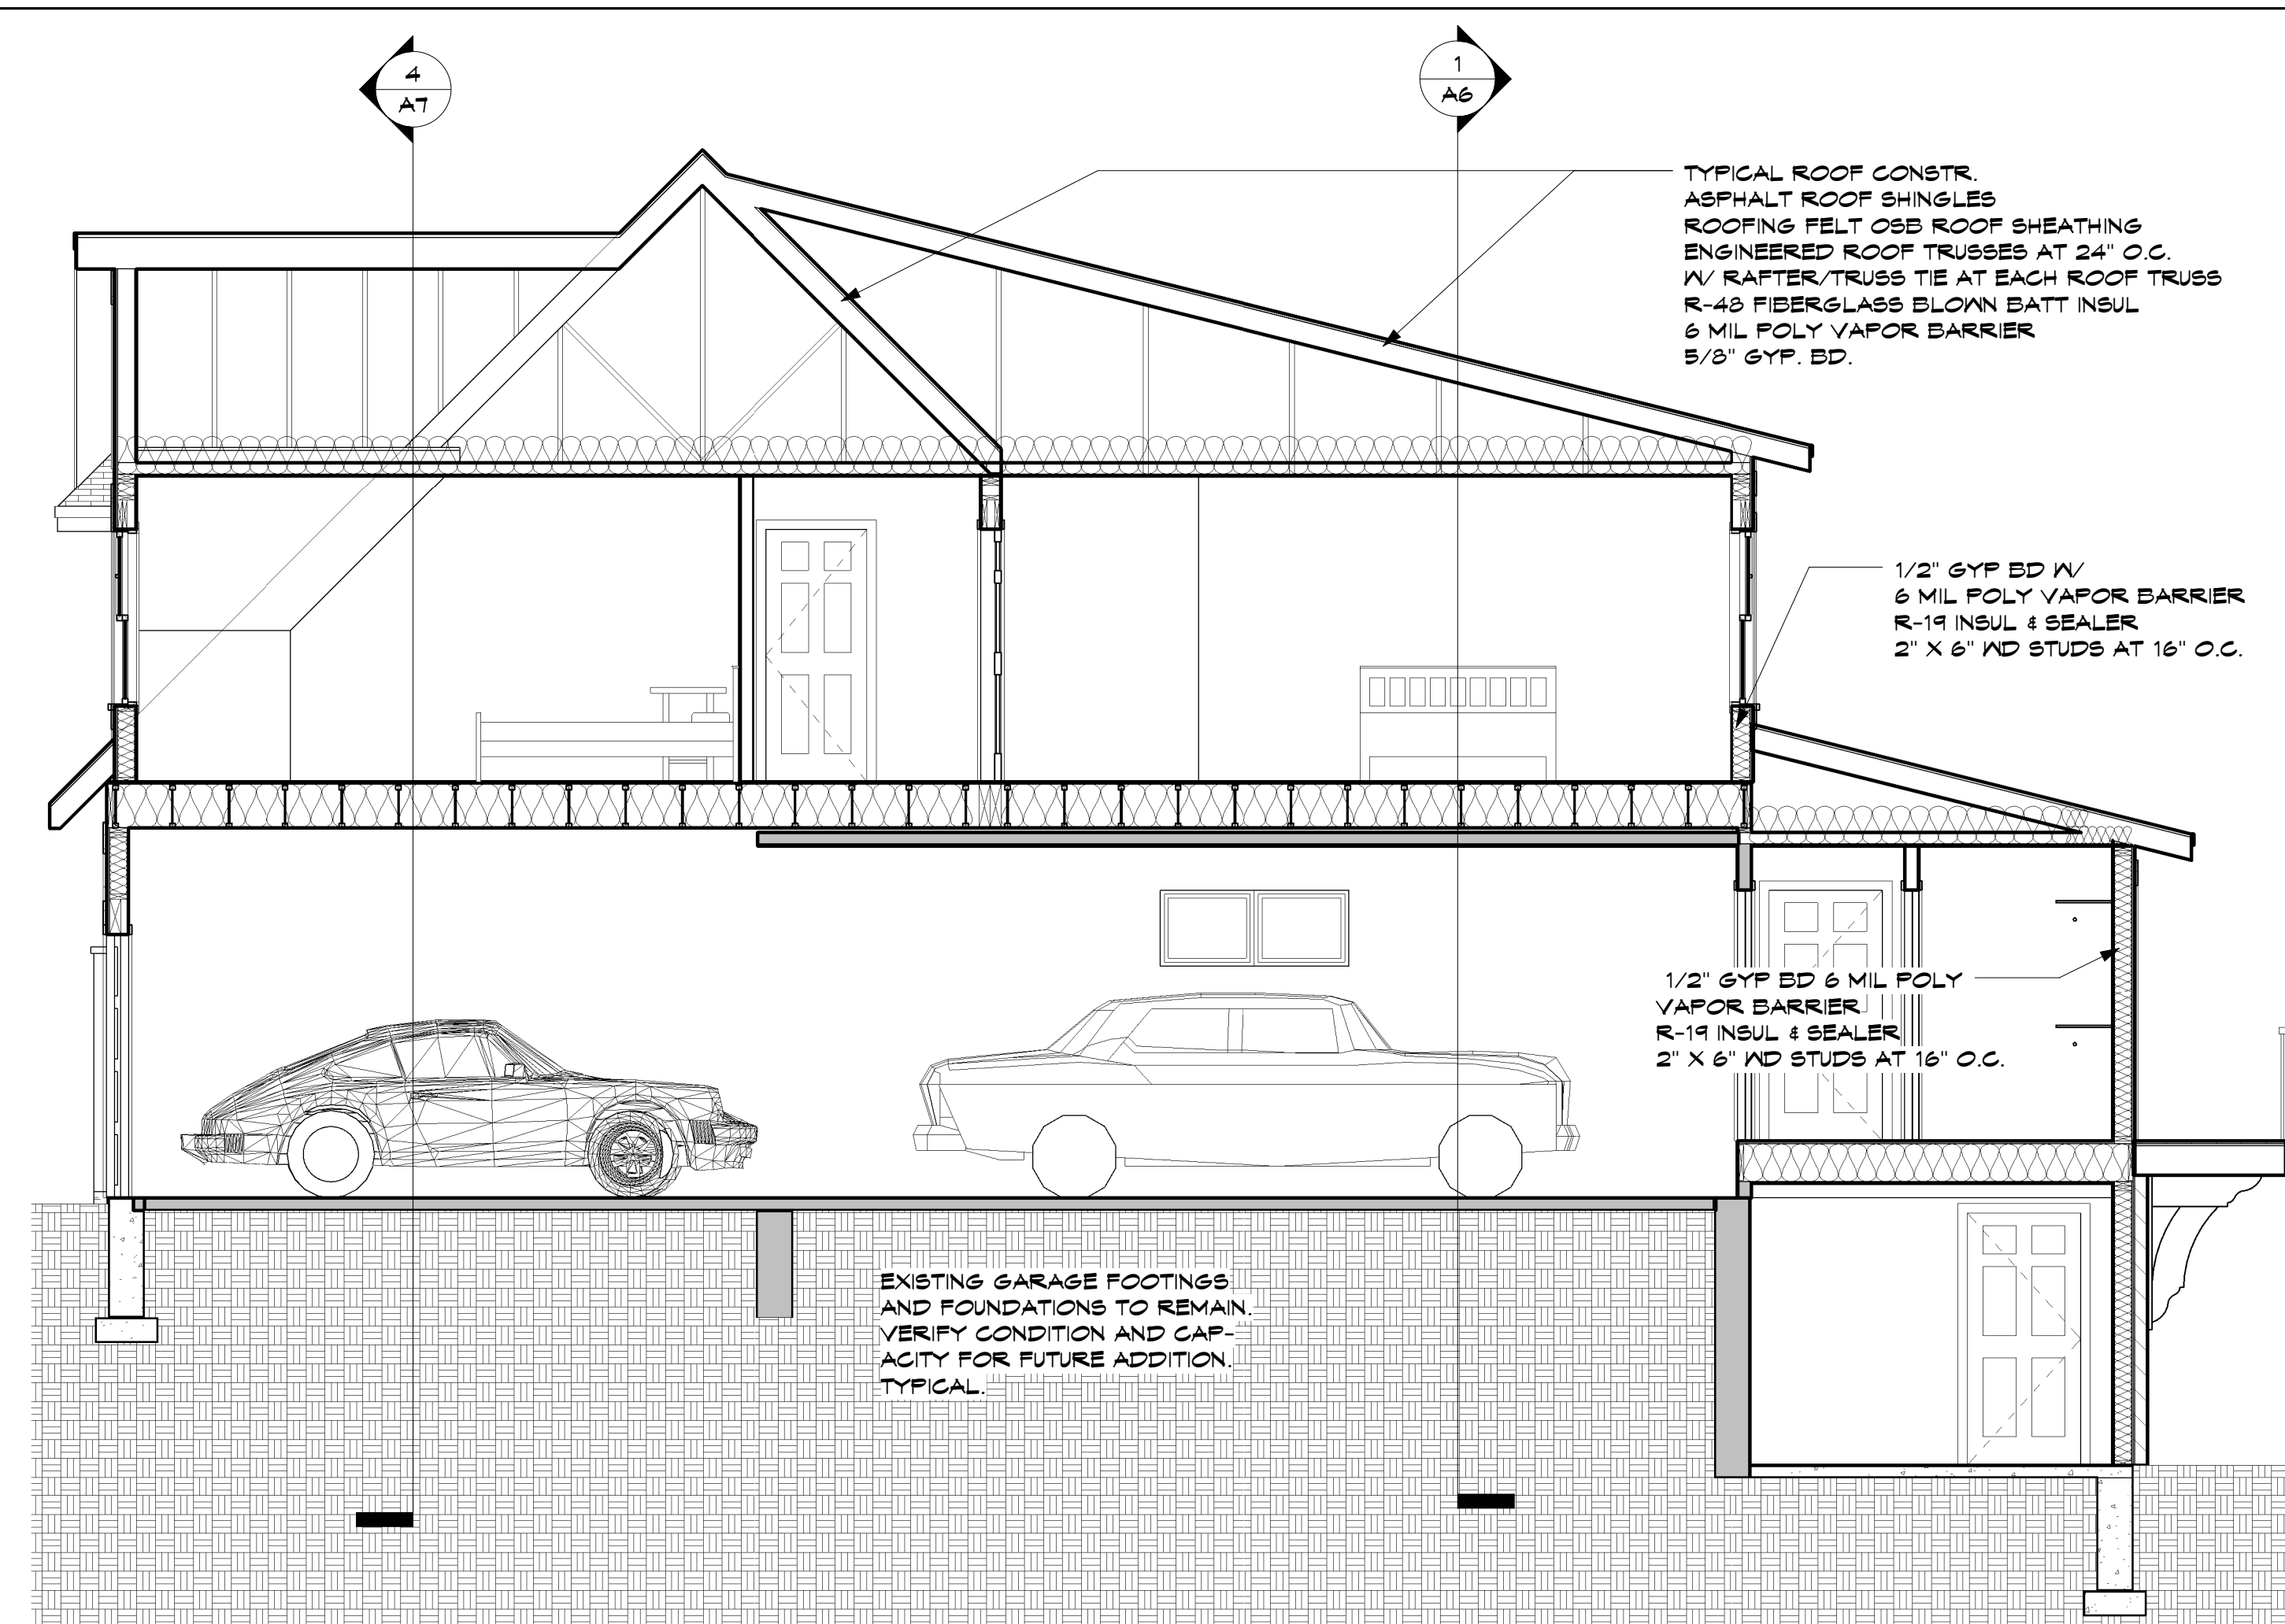 4
A7
1
A6
TYPICAL ROOF CONSTR.
ASPHALT ROOF SHINGLES
ROOFING FELT OSB ROOF SHEATHING
ENGINEERED ROOF TRUSSES AT 24" O.C.
W/ RAFTER/TRUSS TIE AT EACH ROOF TRUSS
R-48 FIBERGLASS BLOWN BATT INSUL
6 MIL POLY VAPOR BARRIER
5/8" GYP. BD.
1/2" GYP BD W/
6 MIL POLY VAPOR BARRIER
R-19 INSUL & SEALER
2" X 6" WD STUDS AT 16" O.C.
1/2" GYP BD 6 MIL POLY
VAPOR BARRIER
R-19 INSUL & SEALER
2" X 6" WD STUDS AT 16" O.C.
EXISTING GARAGE FOOTINGS
AND FOUNDATIONS TO REMAIN.
VERIFY CONDITION AND CAP-
ACITY FOR FUTURE ADDITION.
TYPICAL.